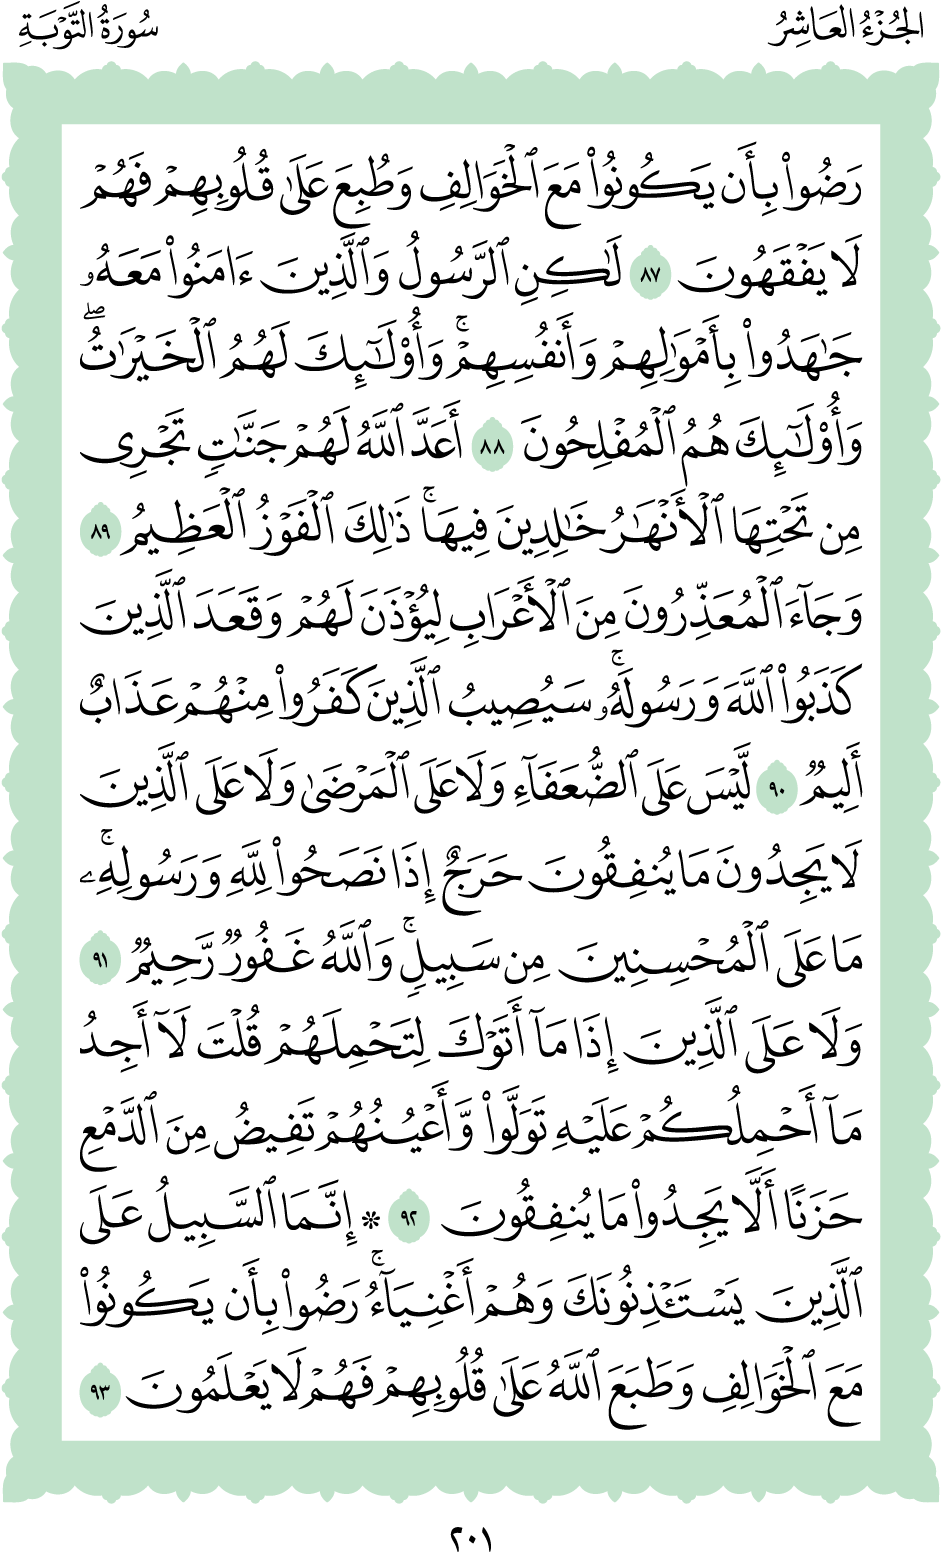 الجُزْءُ العَاشِرُ
سُورَةُ التَّوۡبَةِ
رَضُواْ بِأَن يَكُونُواْ مَعَ ٱلۡخَوَالِفِ وَطُبِعَ عَلَىٰ قُلُوبِهِمۡ فَهُمۡ
لَا يَفۡقَهُونَ ٨٧ لَٰكِنِ ٱلرَّسُولُ وَٱلَّذِينَ ءَامَنُواْ مَعَهُۥ
جَٰهَدُواْ بِأَمۡوَٰلِهِمۡ وَأَنفُسِهِمۡۚ وَأُوْلَٰٓئِكَ لَهُمُ ٱلۡخَيۡرَٰتُۖ
وَأُوْلَٰٓئِكَ هُمُ ٱلۡمُفۡلِحُونَ ٨٨ أَعَدَّ ٱللَّهُ لَهُمۡ جَنَّٰتٖ تَجۡرِي
مِن تَحۡتِهَا ٱلۡأَنۡهَٰرُ خَٰلِدِينَ فِيهَاۚ ذَٰلِكَ ٱلۡفَوۡزُ ٱلۡعَظِيمُ ٨٩
وَجَآءَ ٱلۡمُعَذِّرُونَ مِنَ ٱلۡأَعۡرَابِ لِيُؤۡذَنَ لَهُمۡ وَقَعَدَ ٱلَّذِينَ
كَذَبُواْ ٱللَّهَ وَرَسُولَهُۥۚ سَيُصِيبُ ٱلَّذِينَ كَفَرُواْ مِنۡهُمۡ عَذَابٌ
أَلِيمٞ ٩٠ لَّيۡسَ عَلَى ٱلضُّعَفَآءِ وَلَا عَلَى ٱلۡمَرۡضَىٰ وَلَا عَلَى ٱلَّذِينَ
لَا يَجِدُونَ مَا يُنفِقُونَ حَرَجٌ إِذَا نَصَحُواْ لِلَّهِ وَرَسُولِهِۦۚ
مَا عَلَى ٱلۡمُحۡسِنِينَ مِن سَبِيلٖۚ وَٱللَّهُ غَفُورٞ رَّحِيمٞ ٩١
وَلَا عَلَى ٱلَّذِينَ إِذَا مَآ أَتَوۡكَ لِتَحۡمِلَهُمۡ قُلۡتَ لَآ أَجِدُ
مَآ أَحۡمِلُكُمۡ عَلَيۡهِ تَوَلَّواْ وَّأَعۡيُنُهُمۡ تَفِيضُ مِنَ ٱلدَّمۡعِ
حَزَنًا أَلَّا يَجِدُواْ مَا يُنفِقُونَ ٩٢ ۞ إِنَّمَا ٱلسَّبِيلُ عَلَى
ٱلَّذِينَ يَسۡتَـٔۡذِنُونَكَ وَهُمۡ أَغۡنِيَآءُۚ رَضُواْ بِأَن يَكُونُواْ
مَعَ ٱلۡخَوَالِفِ وَطَبَعَ ٱللَّهُ عَلَىٰ قُلُوبِهِمۡ فَهُمۡ لَا يَعۡلَمُونَ ٩٣
٢٠١